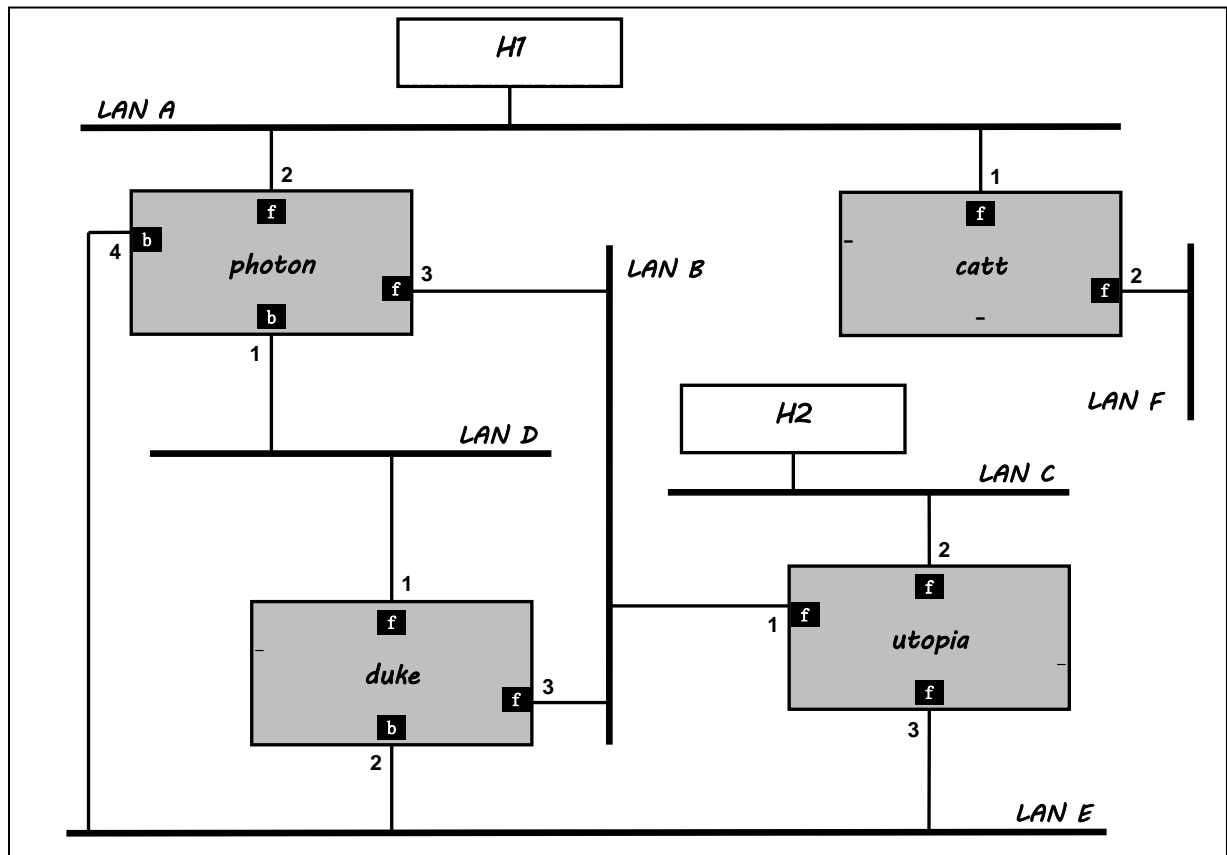 H1
LAN A
2
1
f
f
4
b
photon
3
f
b
1
LAN B
-
catt
2
f
-
LAN F
H2
LAN D
LAN C
1
2
f
f
1
f
utopia
-
-
duke
3
f
b
f
3
2
LAN E